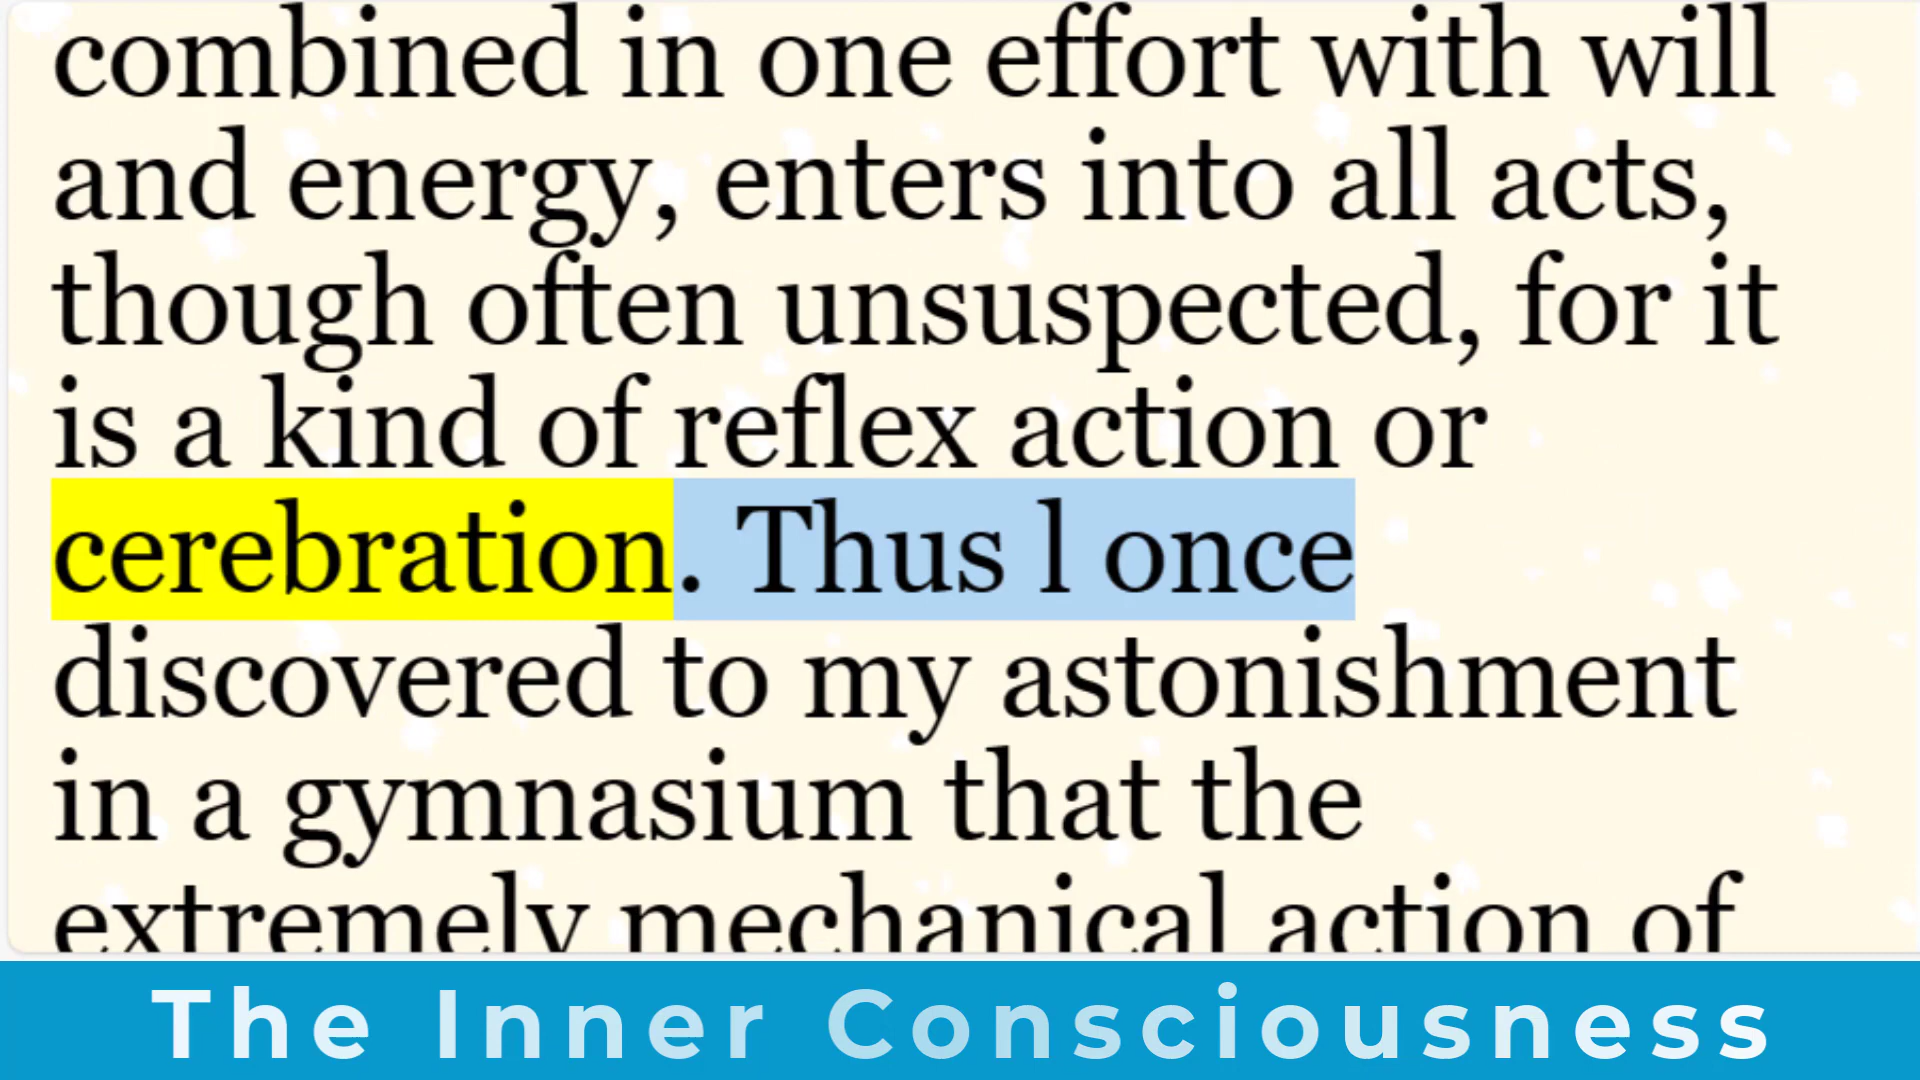 combined in one effort with will
and energy, enters into all acts,
though often unsuspected, for it
is a kind of reflex action or
cerebration. Thus l once
discovered to my astonishment
in a gymnasium that the
extremely mechanical action of
The Inner Consciousness